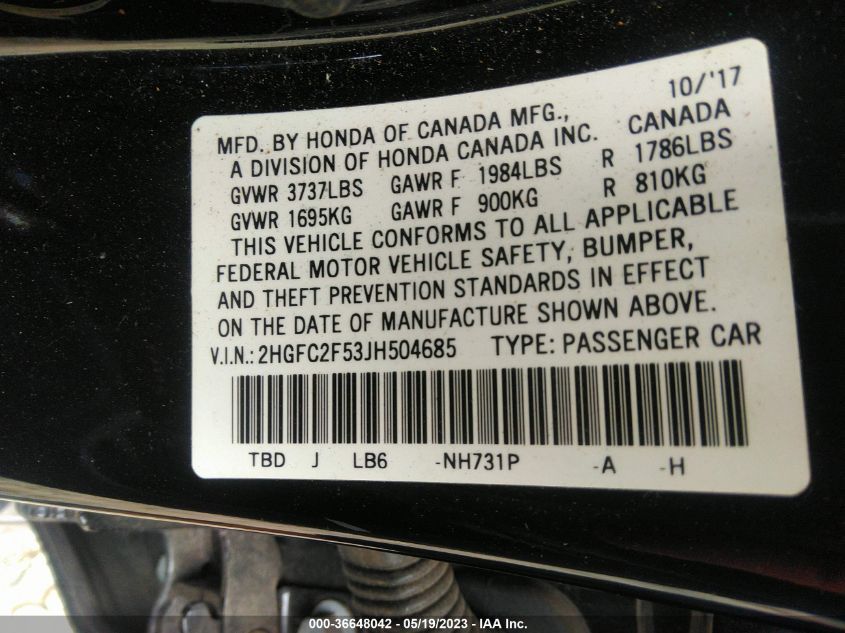 10/'17
MFD. BY HONDA OF CANADA MFG., CANADA
A DIVISION OF HONDA CANADA INC.
GVWR 3737LBS GAWR F 1984LBS R 1786LBS
GVWR 1695KG GAWR F 900KG R 810KG
THIS VEHICLE CONFORMS TO ALL APPLICABLE
FEDERAL MOTOR VEHICLE SAFETY, BUMPER,
AND THEFT PREVENTION STANDARDS IN EFFECT
ON THE DATE OF MANUFACTURE SHOWN ABOVE.
V.I.N.: 2HGFC2F53JH504685 TYPE: PASSENGER CAR
TBD J LB6 -NH731P -A -H
000-36648042 - 05/19/2023 - IAA Inc.